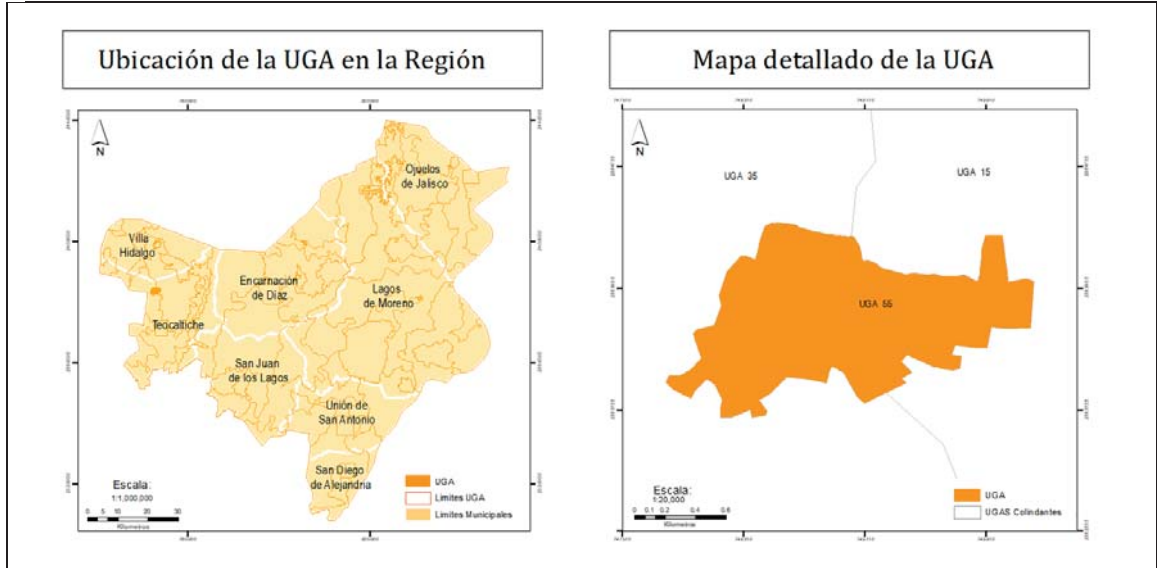 Ubicación de la UGA en la Región
N
Ojuelos
de Jalisco
Villa
Hidalgo
Encarnación
de Díaz
Lagos
de Moreno
Teocaltiche
San Juan
de los Lagos
Unión de
San Antonio
San Diego
de Alejandría
Escala:
1:1,000,000
0 5 10 20 30
Kilometros
UGA
Limites UGA
Limites Municipales
Mapa detallado de la UGA
N
UGA 35
UGA 15
UGA 55
Escala:
1:20,000
0 0.1 0.2 0.4 0.6
Kilometros
UGA
UGAS Colindantes